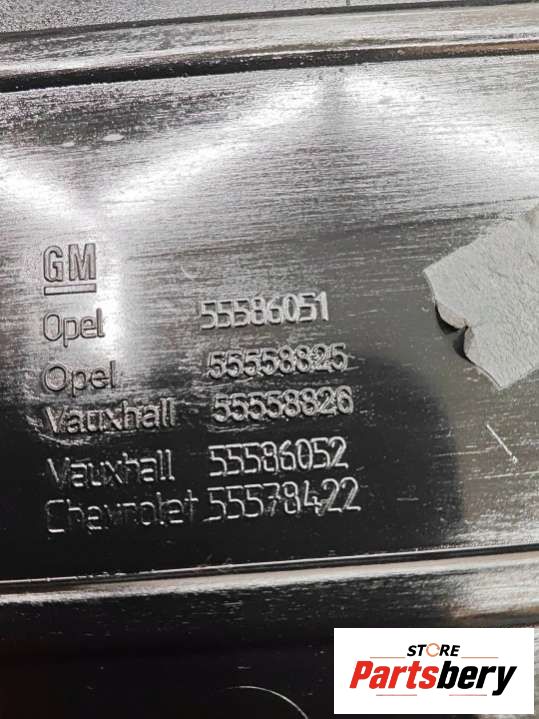 GM
Opel 55586051
Opel 55558825
Vauxhall 55558826
Vauxhall 55586052
Chevrolet 55578422
STORE
Partsbery